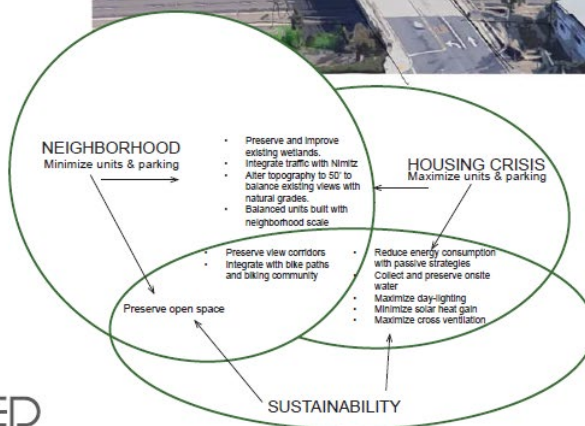 NEIGHBORHOOD
Minimize units & parking
• Preserve and improve
existing wetlands.
• Integrate traffic with Nimitz
• Alter topography to 50' to
balance existing views with
natural grades.
• Balanced units built with
neighborhood scale
HOUSING CRISIS
Maximize units & parking
• Preserve view corridors
• Integrate with bike paths
and biking community
• Reduce energy consumption
with passive strategies
• Collect and preserve onsite
water
• Maximize day-lighting
• Minimize solar heat gain
• Maximize cross ventilation
Preserve open space
SUSTAINABILITY
ED